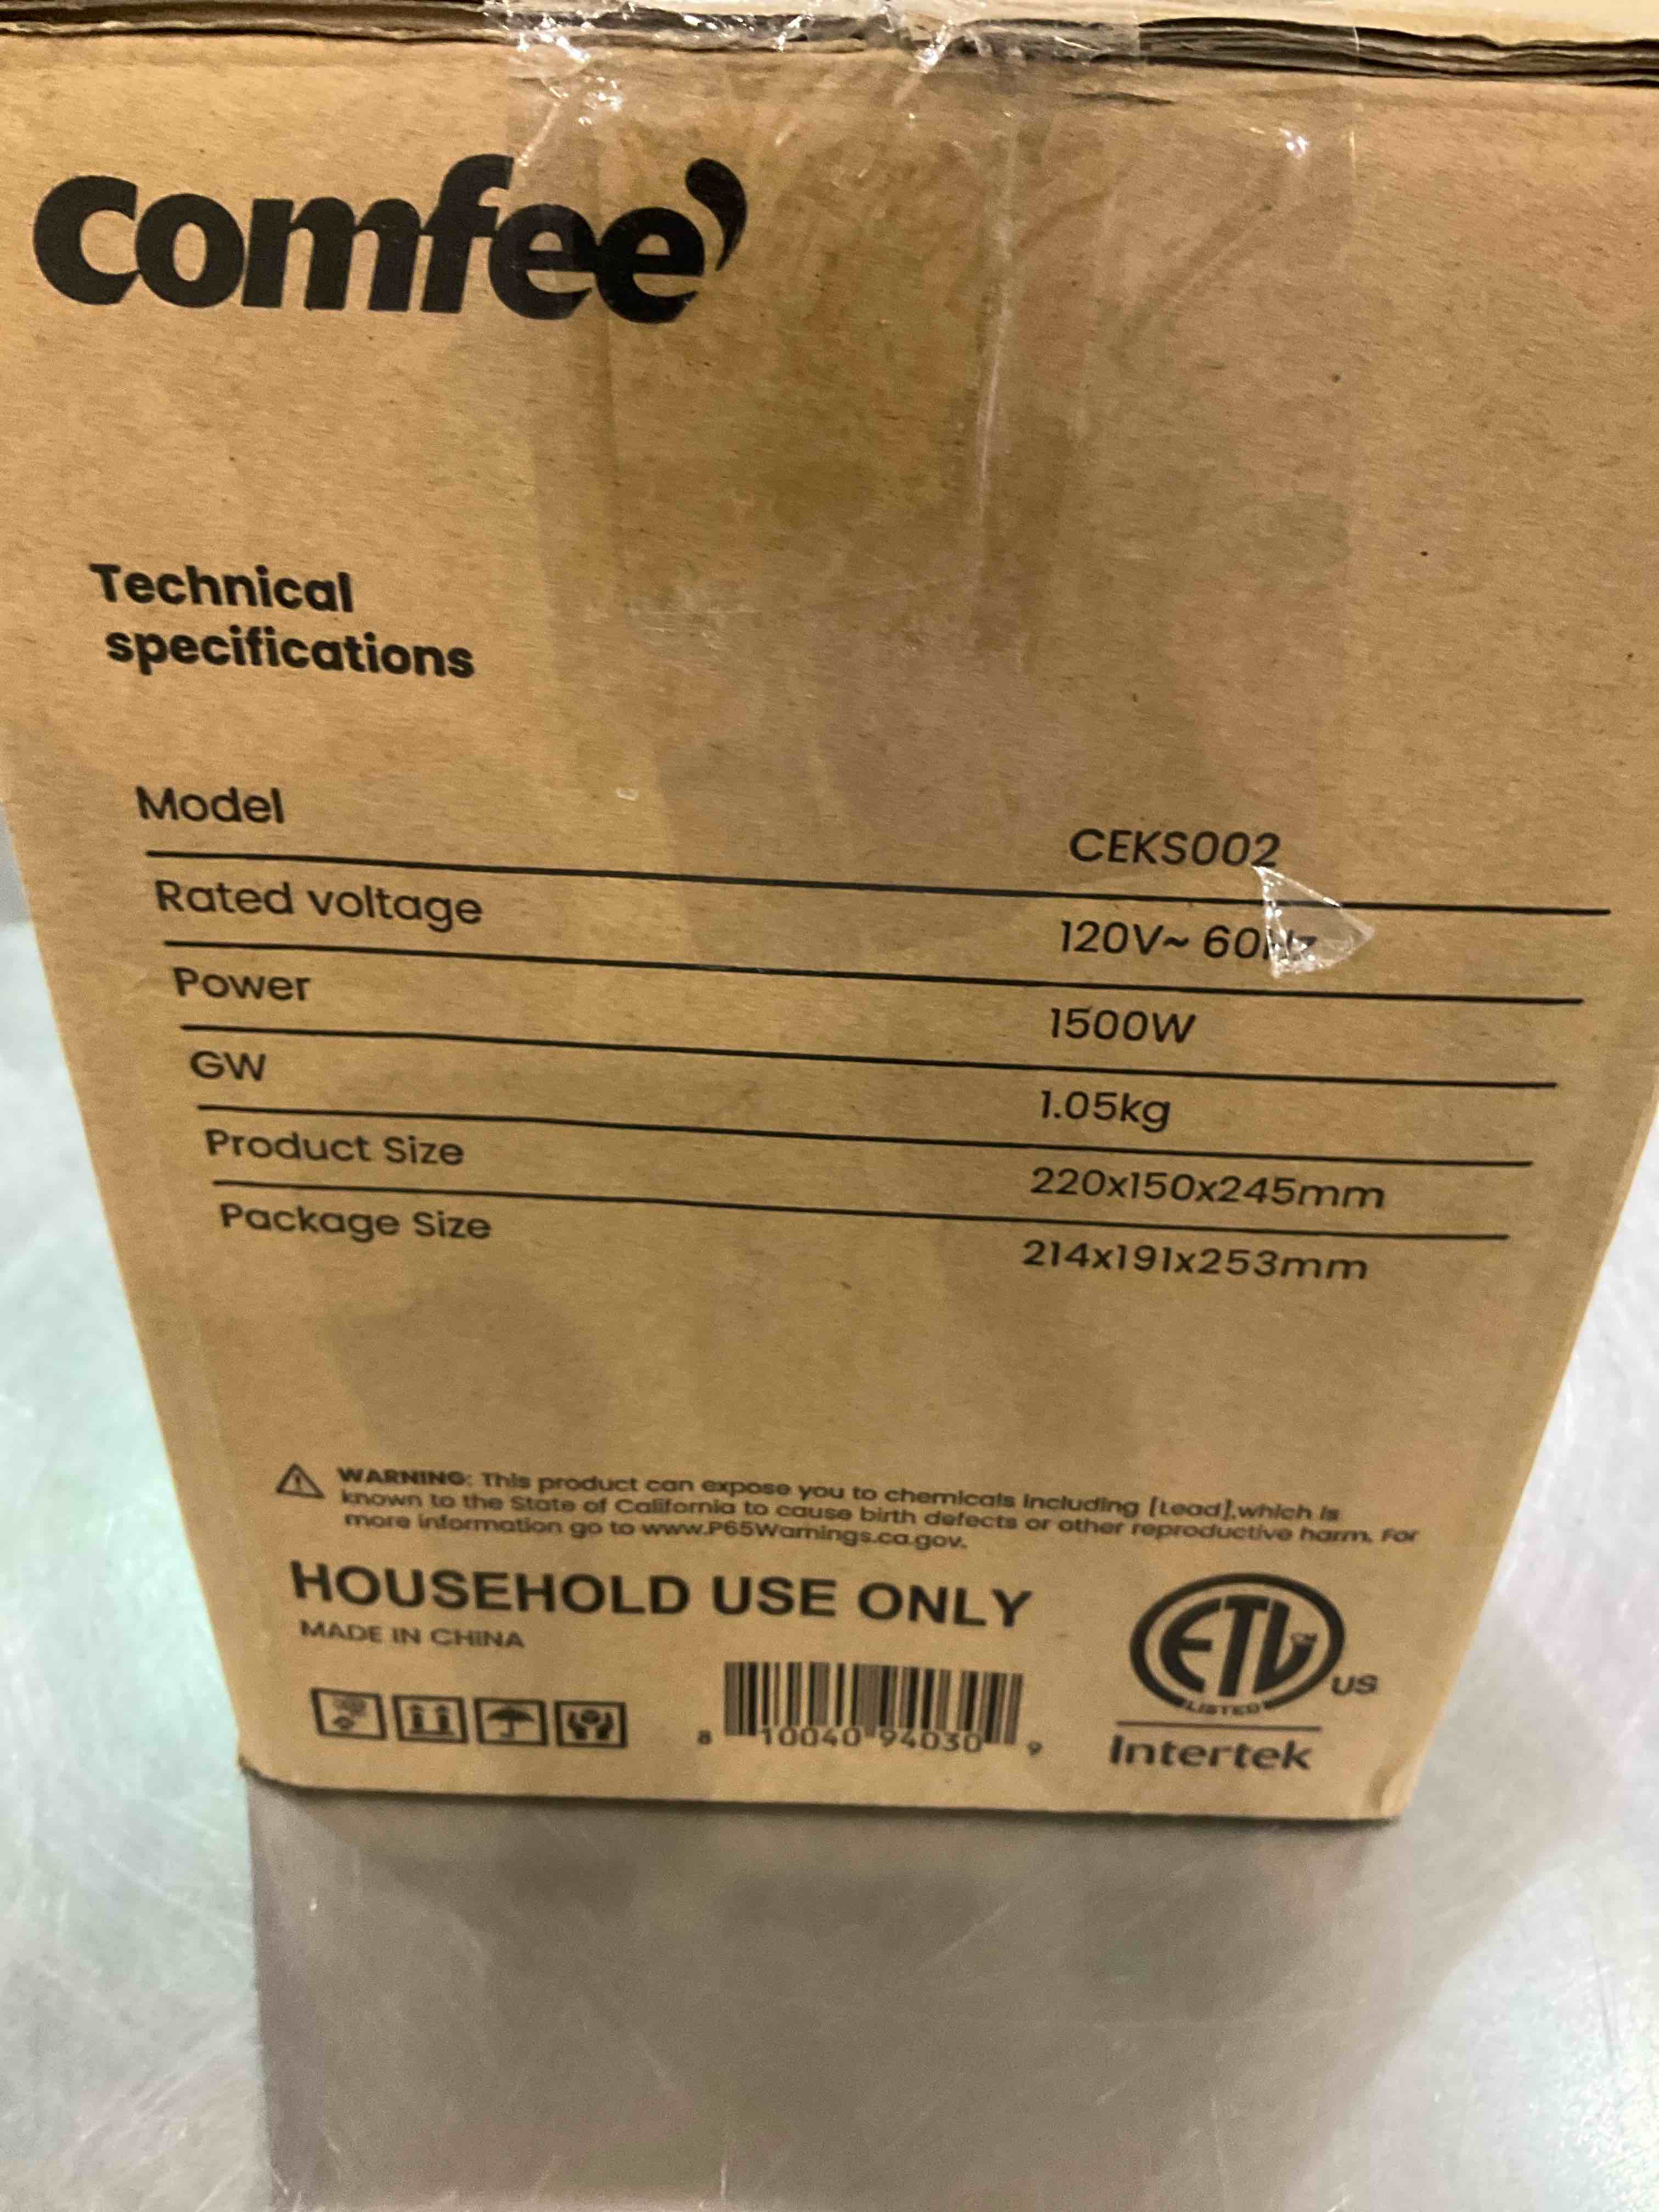 comfee'
Technical
specifications
Model CEKS002
Rated voltage 120V~ 60Hz
Power 1500W
GW 1.05kg
Product Size 220x150x245mm
Package Size 214x191x253mm
WARNING: This product can expose you to chemicals including [Lead],which is
known to the State of California to cause birth defects or other reproductive harm. For
more information go to www.P65Warnings.ca.gov.
HOUSEHOLD USE ONLY
MADE IN CHINA
8 10040 94030 9
ETL CM
LISTED
US
Intertek